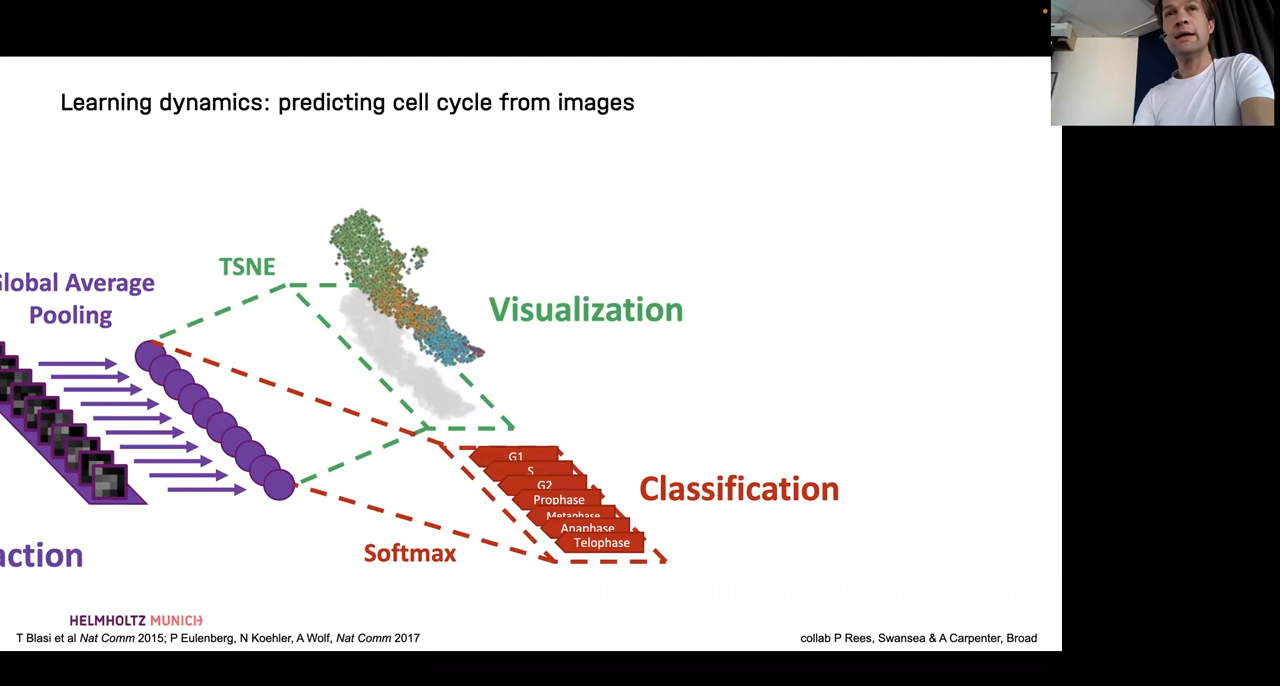 Learning dynamics: predicting cell cycle from images
TSNE
Global Average
Pooling
Visualization
G1
S
G2
Prophase
Metaphase
Anaphase
Telophase
Classification
Softmax
action
HELMHOLTZ MUNICH
T Blasi et al Nat Comm 2015; P Eulenberg, N Koehler, A Wolf, Nat Comm 2017
collab P Rees, Swansea & A Carpenter, Broad